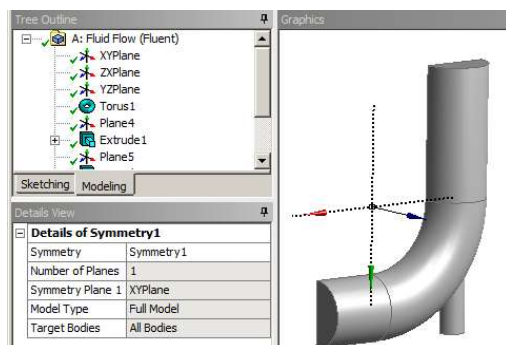 Tree Outline
A: Fluid Flow (Fluent)
XYPlane
ZXPlane
YZPlane
Torus1
Plane4
Extrude1
Plane5
Sketching Modeling
Details View
Details of Symmetry1
Symmetry Symmetry1
Number of Planes 1
Symmetry Plane 1 XYPlane
Model Type Full Model
Target Bodies All Bodies
Graphics